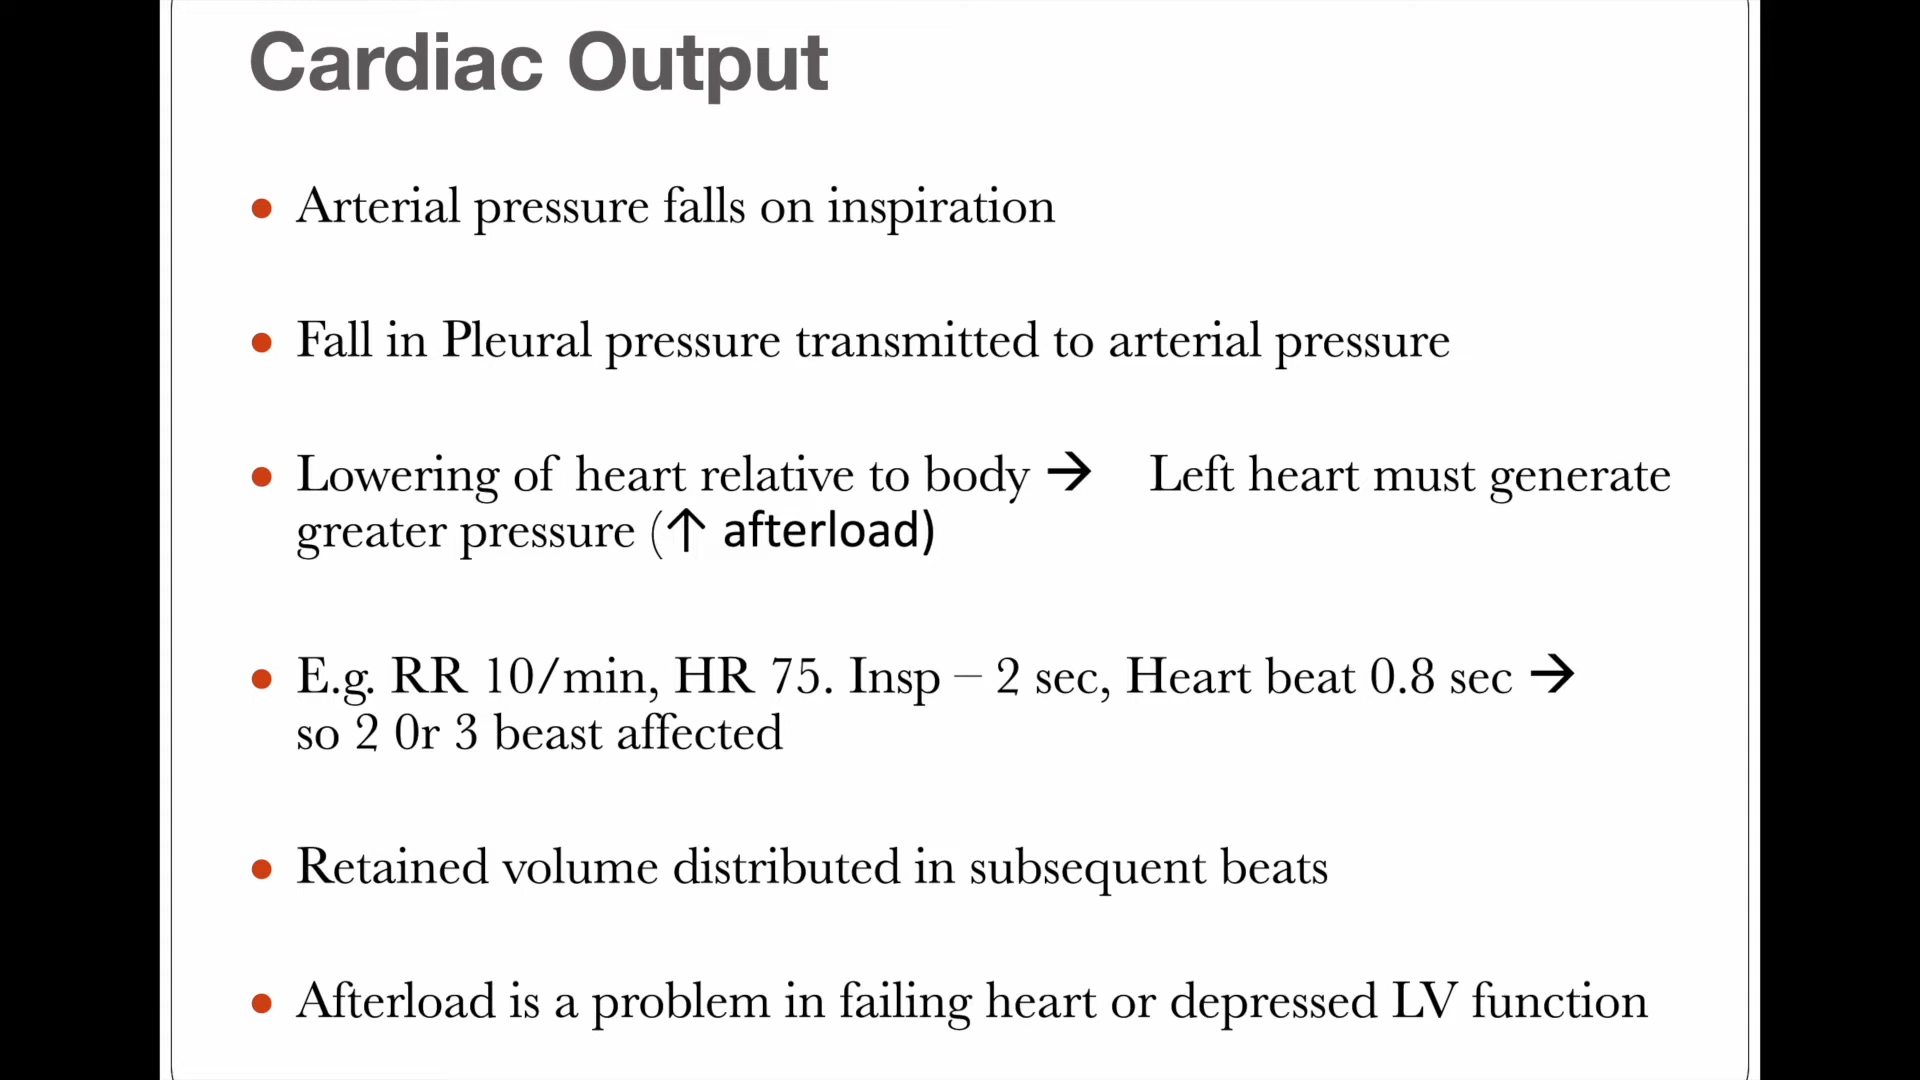 Cardiac Output
• Arterial pressure falls on inspiration
• Fall in Pleural pressure transmitted to arterial pressure
• Lowering of heart relative to body → Left heart must generate
greater pressure (↑ afterload)
• E.g. RR 10/min, HR 75. Insp – 2 sec, Heart beat 0.8 sec →
so 2 0r 3 beast affected
• Retained volume distributed in subsequent beats
• Afterload is a problem in failing heart or depressed LV function